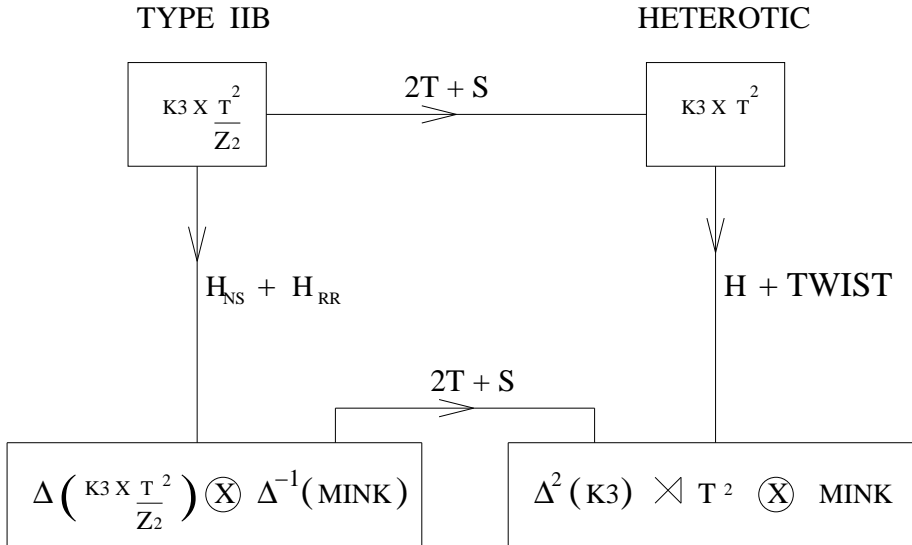 TYPE IIB HETEROTIC
2T + S
K3 X T² / Z₂
K3 X T²
H_NS + H_RR
H + TWIST
2T + S
Δ(K3 X T² / Z₂) ⓧ Δ⁻¹(MINK)
Δ²(K3) ⋊ T² ⓧ MINK